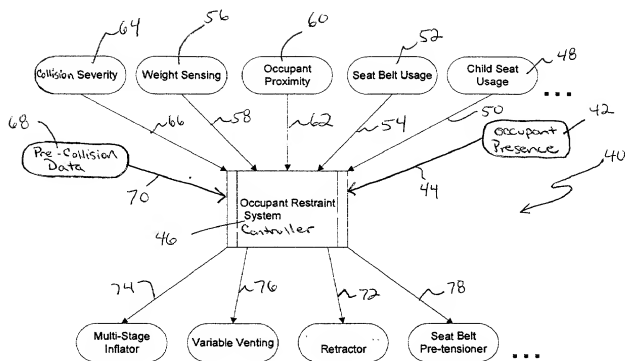 64
56
60
52
Collision Severity
Weight Sensing
Occupant
Proximity
Seat Belt Usage
Child Seat
Usage
48
...
68
66
58
62
54
50
42
Pre-Collision
Data
Occupant
Presence
70
44
40
Occupant Restraint
System
Controller
46
74
76
72
78
Multi-Stage
Inflator
Variable Venting
Retractor
Seat Belt
Pre-tensioner
...